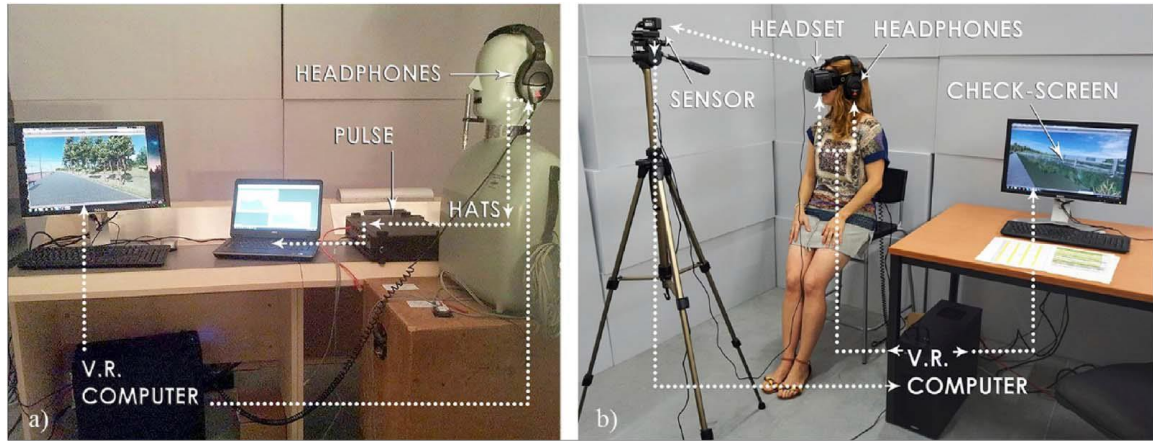 HEADPHONES
PULSE
HATS
V.R.
COMPUTER
a)
HEADSET
HEADPHONES
SENSOR
CHECK-SCREEN
V.R.
COMPUTER
b)